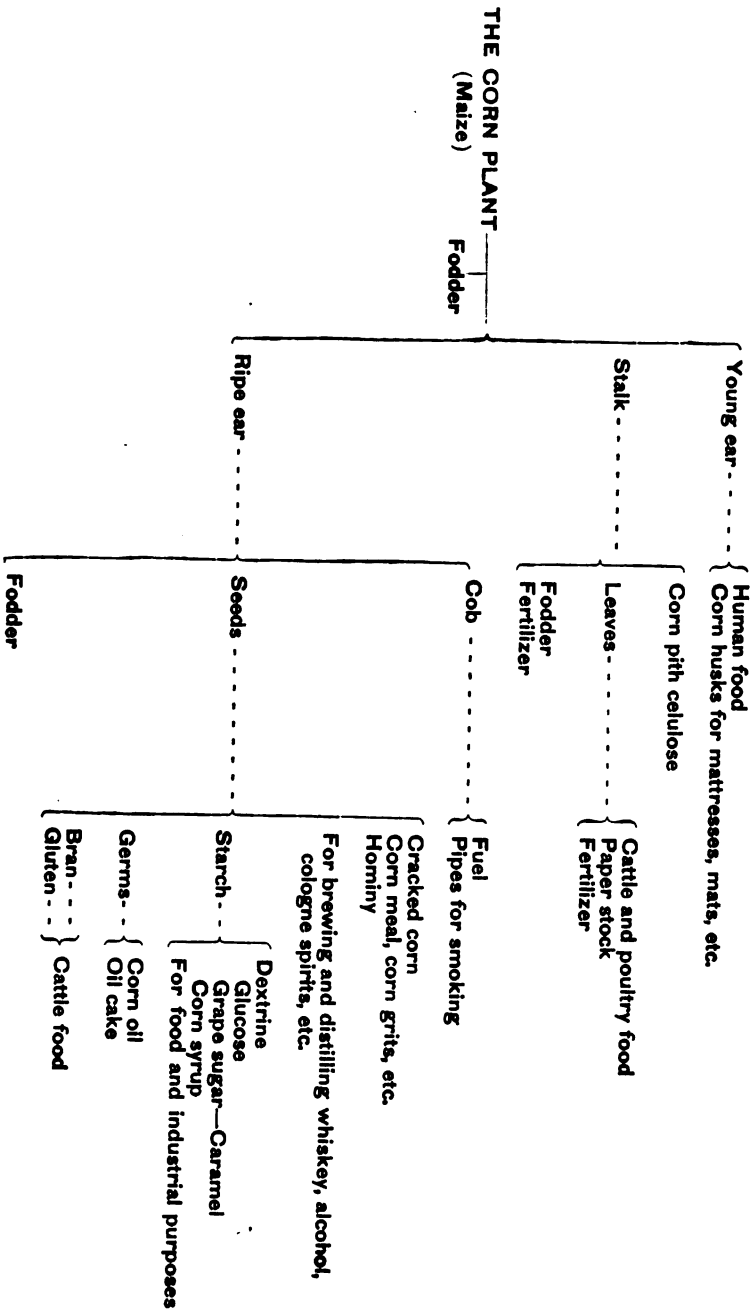 THE CORN PLANT
(Maize)
Fodder
Young ear
Human food
Corn husks for mattresses, mats, etc.
Stalk
Corn pith celulose
Leaves
Cattle and poultry food
Paper stock
Fertilizer
Fodder
Fertilizer
Ripe ear
Cob
Fuel
Pipes for smoking
Seeds
Cracked corn
Corn meal, corn grits, etc.
Hominy
For brewing and distilling whiskey, alcohol,
cologne spirits, etc.
Starch
Dextrine
Glucose
Grape sugar—Caramel
Corn syrup
For food and industrial purposes
Germs
Corn oil
Oil cake
Bran
Gluten
Cattle food
Fodder